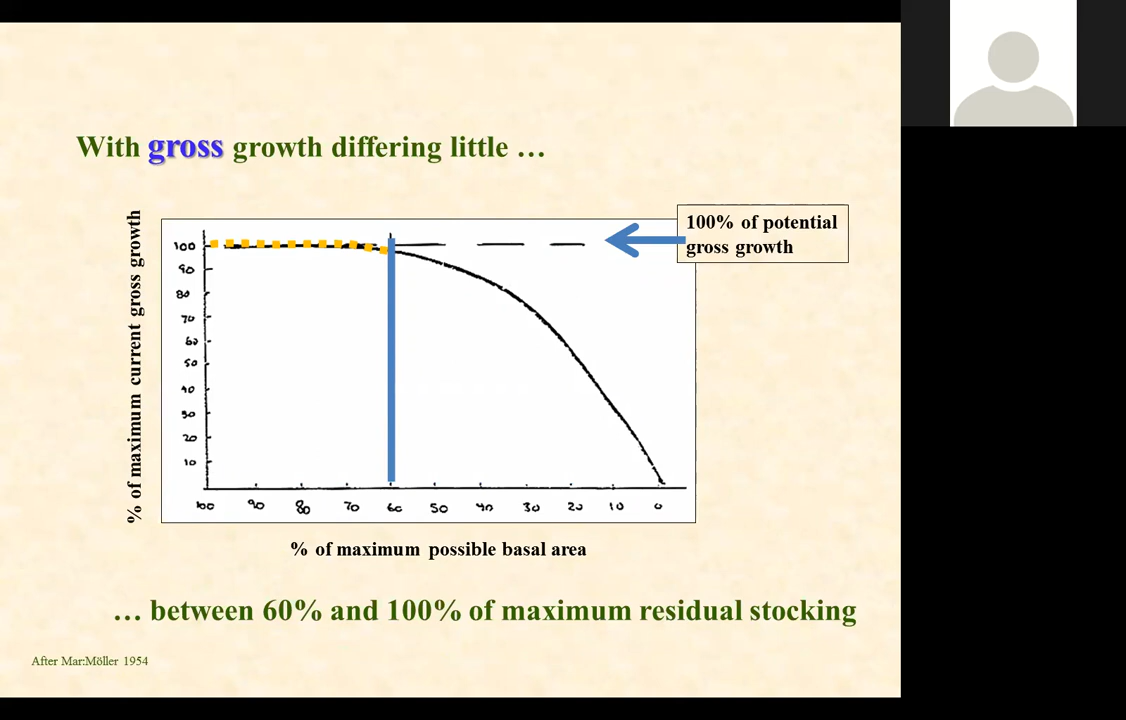 With gross growth differing little …
% of maximum current gross growth
100% of potential
gross growth
100
90
80
70
60
50
40
30
20
10
100 90 80 70 60 50 40 30 20 10 0
% of maximum possible basal area
… between 60% and 100% of maximum residual stocking
After Mar:Möller 1954